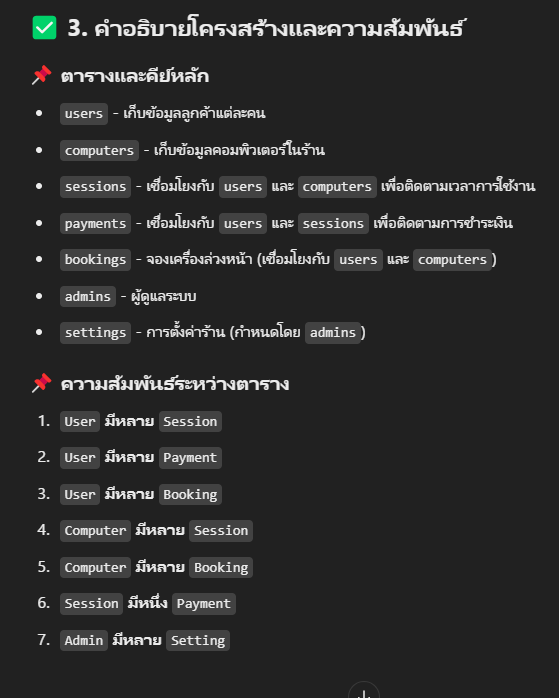 ✅ 3. คำอธิบายโครงสร้างและความสัมพันธ์
📌 ตารางและคีย์หลัก
• users - เก็บข้อมูลลูกค้าแต่ละคน
• computers - เก็บข้อมูลคอมพิวเตอร์ในร้าน
• sessions - เชื่อมโยงกับ users และ computers เพื่อติดตามเวลาการใช้งาน
• payments - เชื่อมโยงกับ users และ sessions เพื่อติดตามการชำระเงิน
• bookings - จองเครื่องล่วงหน้า (เชื่อมโยงกับ users และ computers)
• admins - ผู้ดูแลระบบ
• settings - การตั้งค่าร้าน (กำหนดโดย admins)
📌 ความสัมพันธ์ระหว่างตาราง
1. User มีหลาย Session
2. User มีหลาย Payment
3. User มีหลาย Booking
4. Computer มีหลาย Session
5. Computer มีหลาย Booking
6. Session มีหนึ่ง Payment
7. Admin มีหลาย Setting